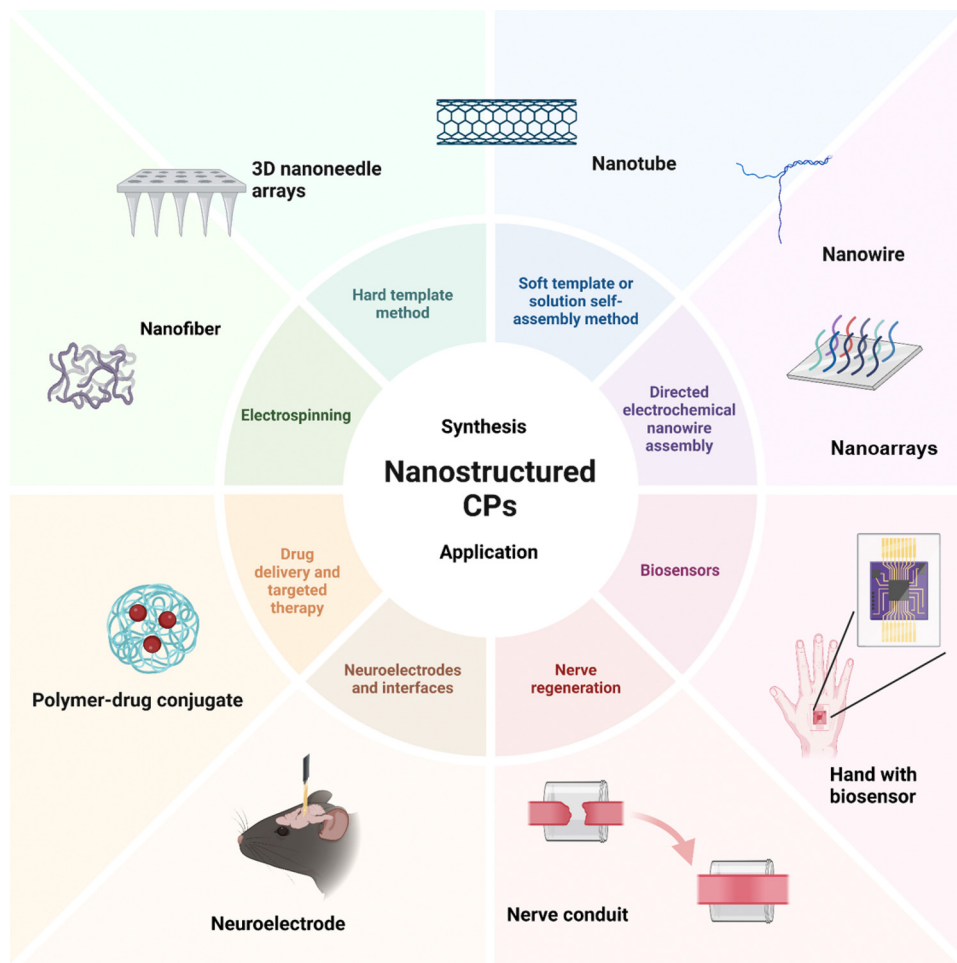 3D nanoneedle
arrays
Nanotube
Nanowire
Nanofiber
Nanoarrays
Hard template
method
Soft template or
solution self-
assembly method
Electrospinning
Directed
electrochemical
nanowire
assembly
Synthesis
Nanostructured
CPs
Application
Drug
delivery and
targeted
therapy
Biosensors
Neuroelectrodes
and interfaces
Nerve
regeneration
Polymer-drug conjugate
Hand with
biosensor
Neuroelectrode
Nerve conduit